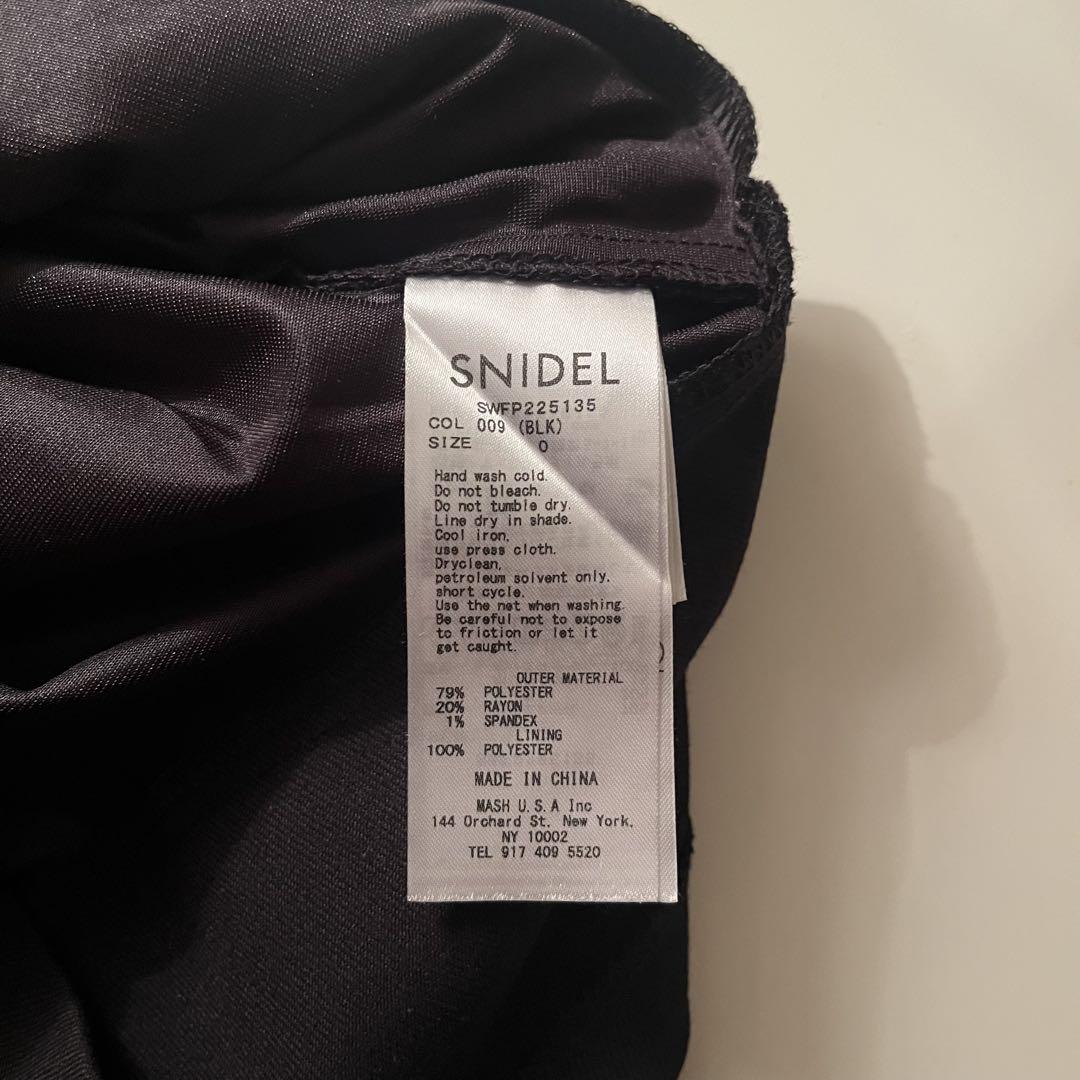 SNIDEL
SWFP225135
COL 009 (BLK)
SIZE 0
Hand wash cold.
Do not bleach.
Do not tumble dry.
Line dry in shade.
Cool iron,
use press cloth.
Dryclean,
petroleum solvent only.
short cycle.
Use the net when washing.
Be careful not to expose
to friction or let it
get caught.
OUTER MATERIAL
79% POLYESTER
20% RAYON
1% SPANDEX
LINING
100% POLYESTER
MADE IN CHINA
MASH U.S.A Inc
144 Orchard St. New York.
NY 10002
TEL 917 409 5520